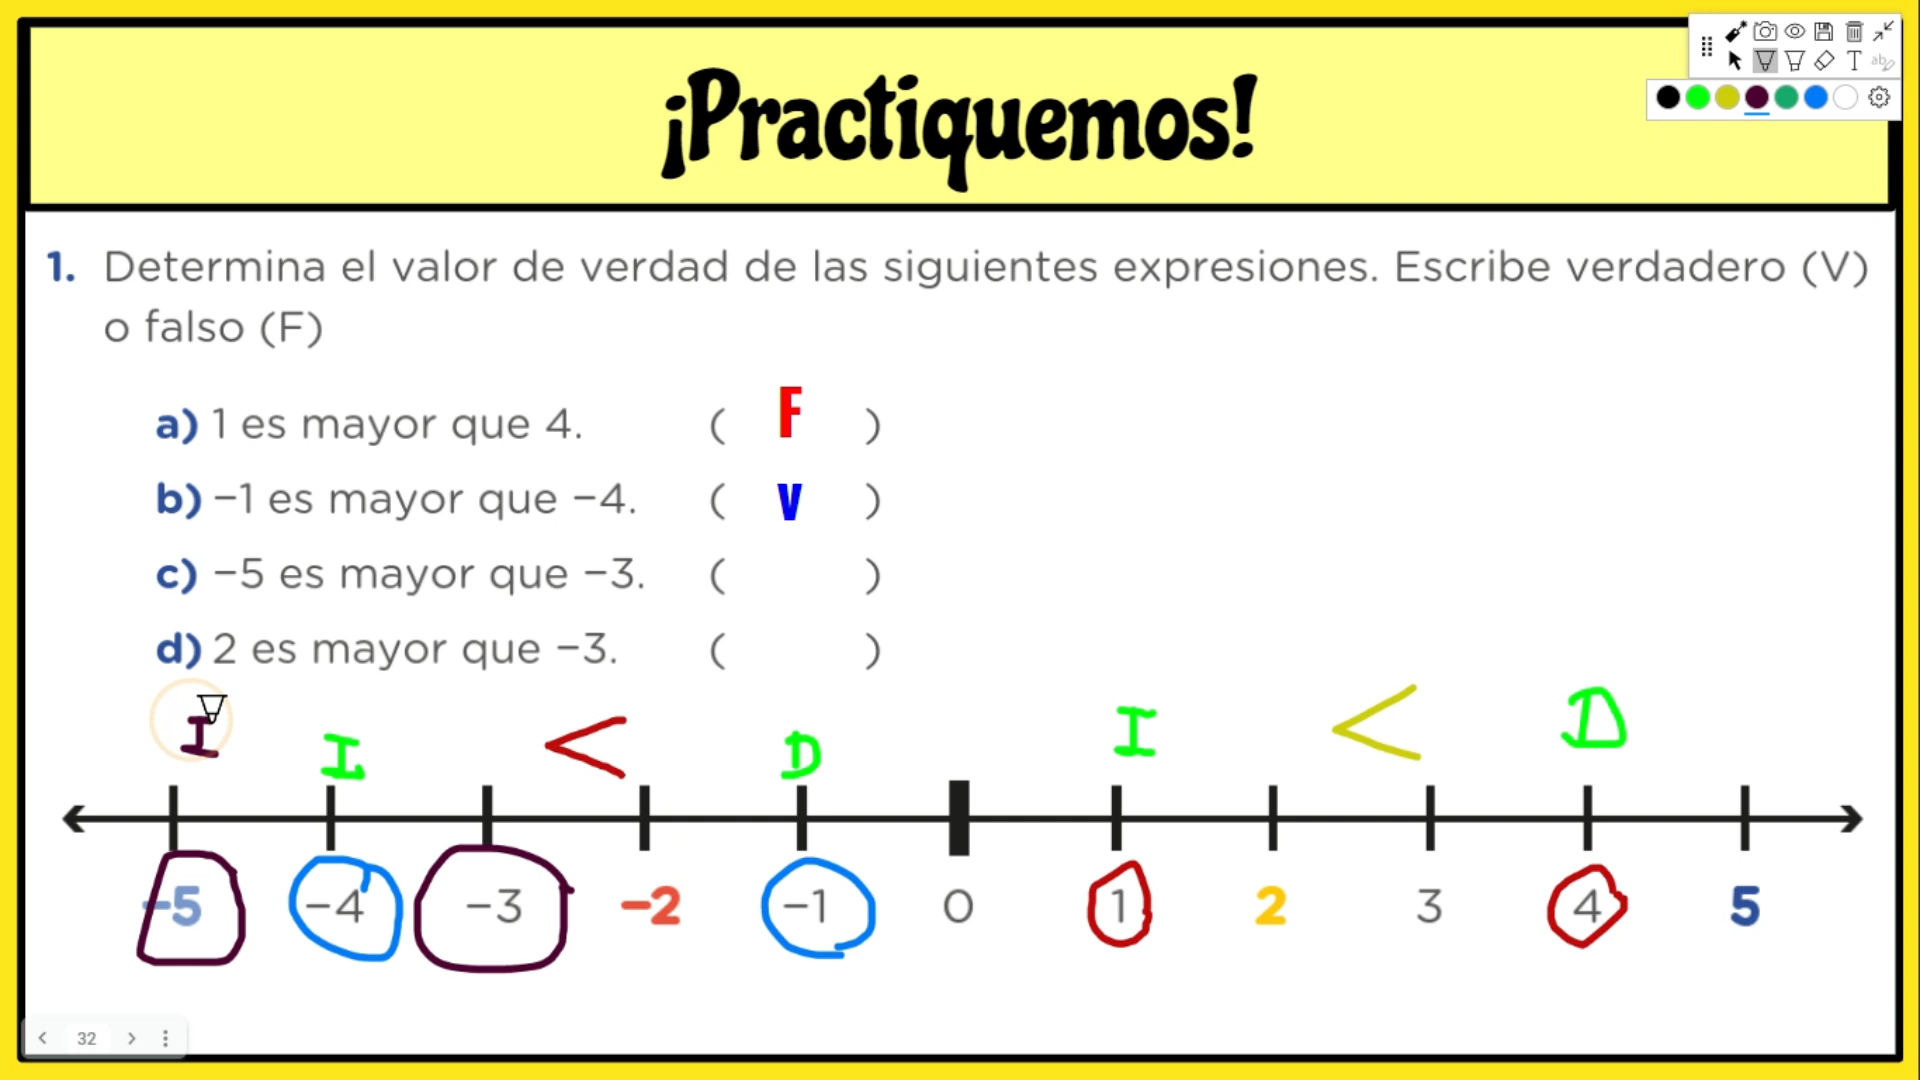 ¡Practiquemos!
1. Determina el valor de verdad de las siguientes expresiones. Escribe verdadero (V)
o falso (F)
a) 1 es mayor que 4. ( F )
b) −1 es mayor que −4. ( V )
c) −5 es mayor que −3. ( )
d) 2 es mayor que −3. ( )
I I < D I < D
−5 −4 −3 −2 −1 0 1 2 3 4 5
32